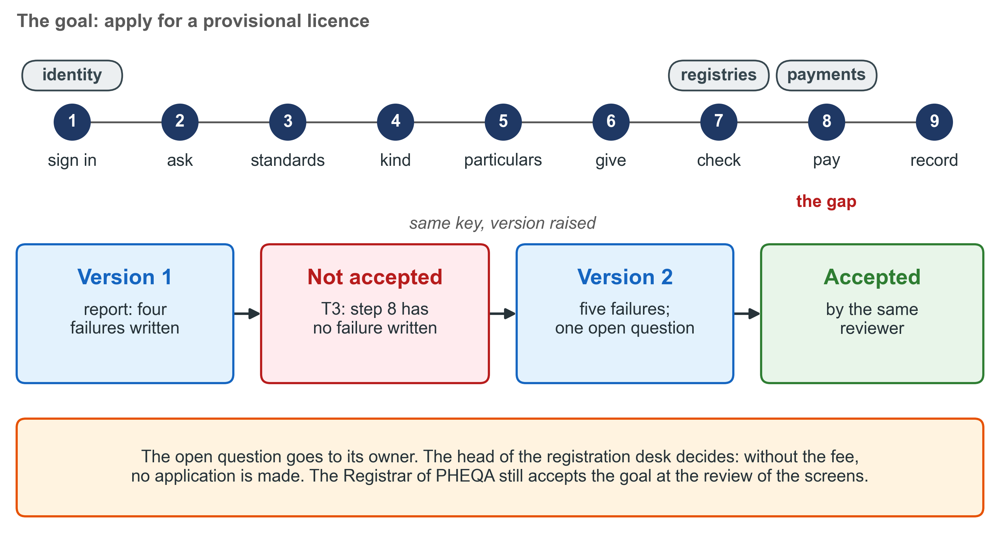 The goal: apply for a provisional licence
identity
registries
payments
1
2
3
4
5
6
7
8
9
sign in
ask
standards
kind
particulars
give
check
pay
record
the gap
same key, version raised
Version 1
report: four
failures written
Not accepted
T3: step 8 has
no failure written
Version 2
five failures;
one open question
Accepted
by the same
reviewer
The open question goes to its owner. The head of the registration desk decides: without the fee,
no application is made. The Registrar of PHEQA still accepts the goal at the review of the screens.